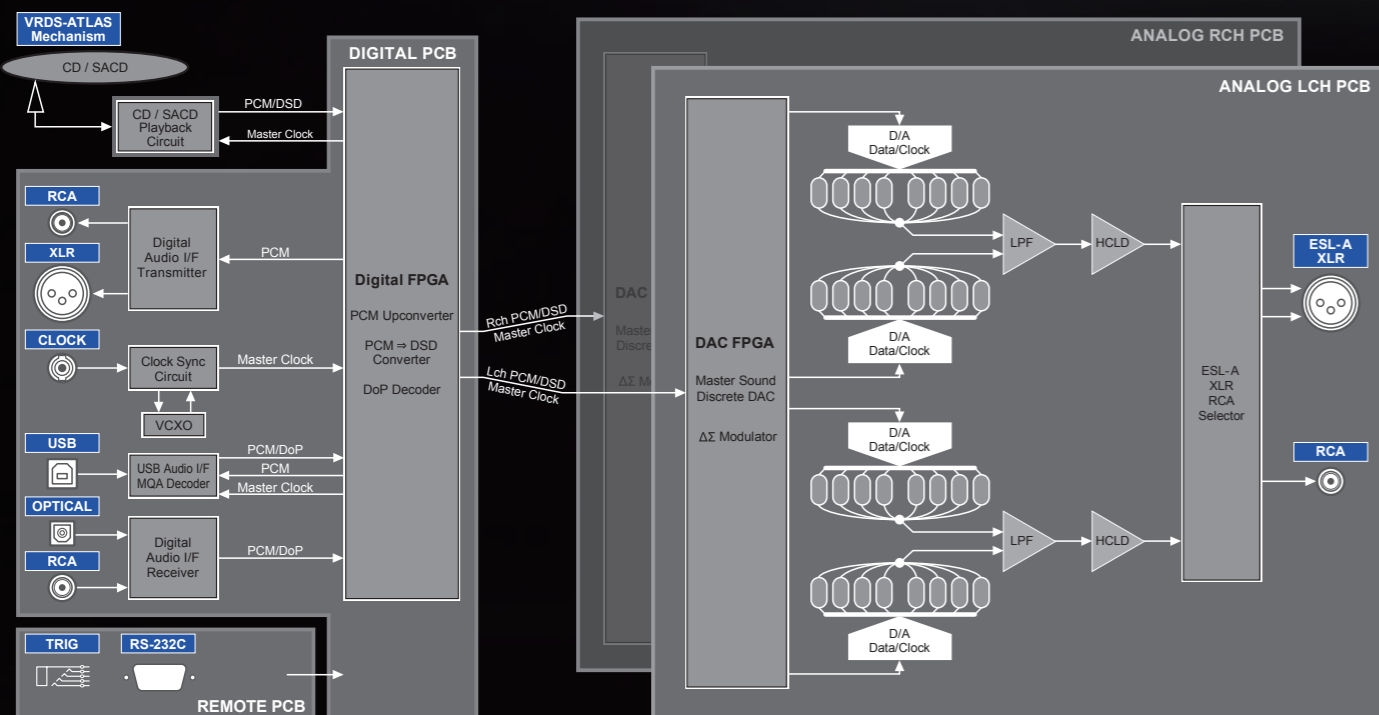 VRDS-ATLAS
Mechanism
CD / SACD
CD / SACD
Playback
Circuit
PCM/DSD
Master Clock
DIGITAL PCB
RCA
XLR
Digital
Audio I/F
Transmitter
PCM
CLOCK
Clock Sync
Circuit
Master Clock
VCXO
USB
USB Audio I/F
MQA Decoder
PCM/DoP
PCM
Master Clock
OPTICAL
RCA
Digital
Audio I/F
Receiver
PCM/DoP
Digital FPGA
PCM Upconverter
PCM ⇒ DSD
Converter
DoP Decoder
TRIG
RS-232C
REMOTE PCB
Rch PCM/DSD
Master Clock
Lch PCM/DSD
Master Clock
ANALOG RCH PCB
DAC
ΔΣ
ANALOG LCH PCB
DAC FPGA
Master Sound
Discrete DAC
ΔΣ Modulator
D/A
Data/Clock
D/A
Data/Clock
D/A
Data/Clock
D/A
Data/Clock
LPF
HCLD
LPF
HCLD
ESL-A
XLR
RCA
Selector
ESL-A
XLR
RCA